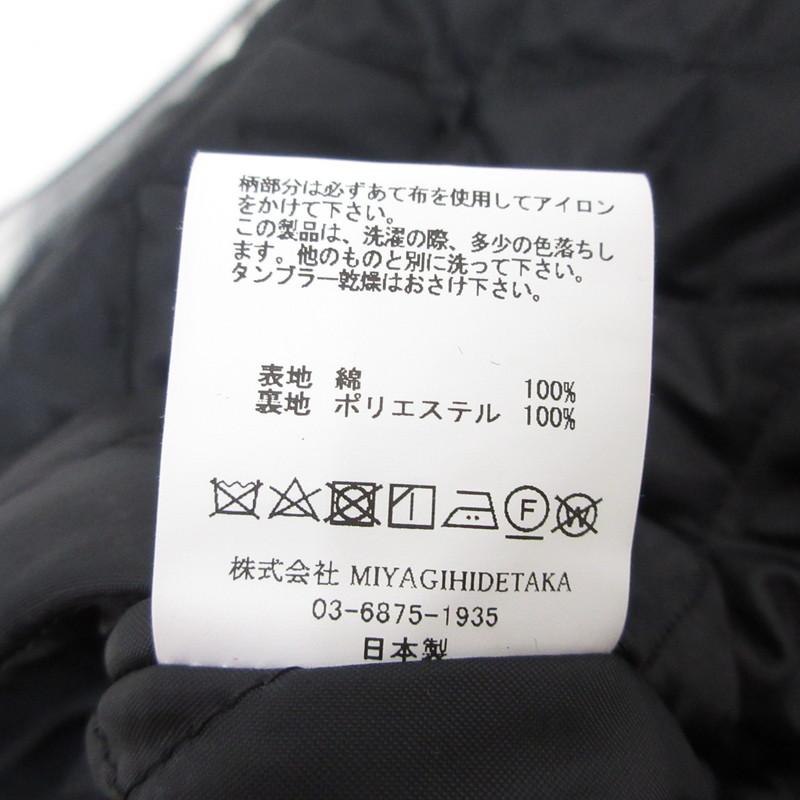 柄部分は必ずあて布を使用してアイロン
をかけて下さい。
この製品は、洗濯の際、多少の色落ちし
ます。他のものと別に洗って下さい。
タンブラー乾燥はおさけ下さい。
表地 綿 100%
裏地 ポリエステル 100%
F W
株式会社 MIYAGIHIDETAKA
03-6875-1935
日本製